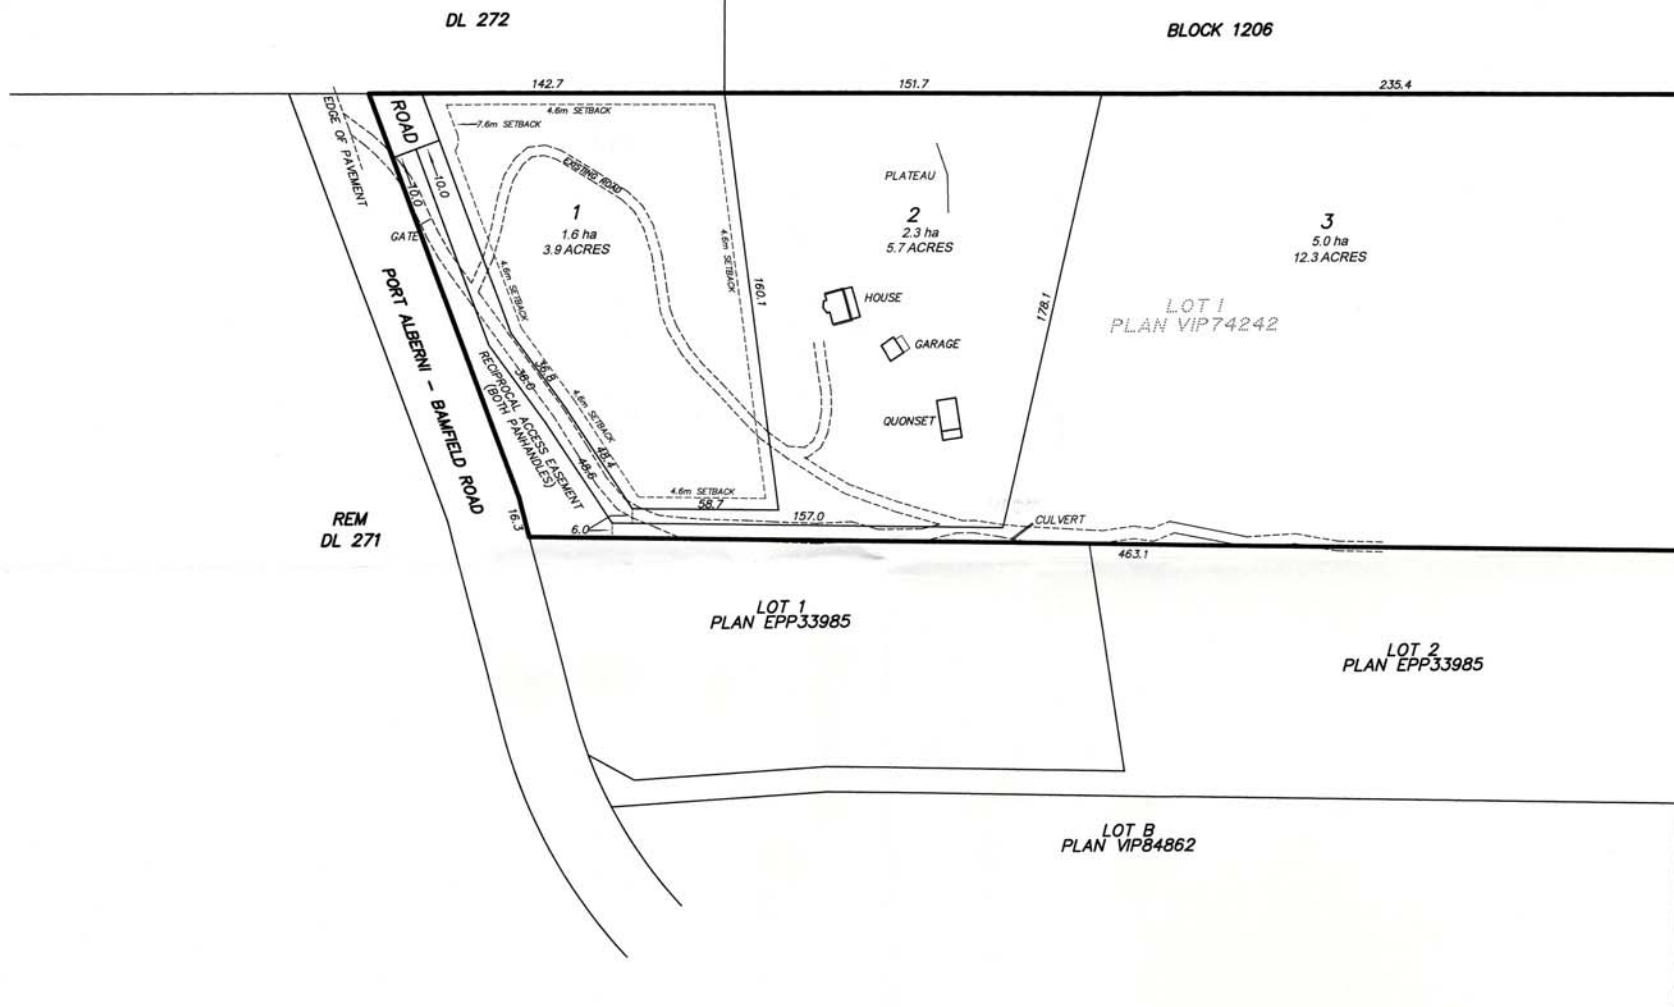 DL 272
BLOCK 1206
142.7
151.7
235.4
ROAD
EDGE OF PAVEMENT
4.6m SETBACK
7.6m SETBACK
EXISTING ROAD
10.0
10.0
GATE
1
1.6 ha
3.9 ACRES
4.6m SETBACK
4.6m SETBACK
160.1
PLATEAU
2
2.3 ha
5.7 ACRES
3
5.0 ha
12.3 ACRES
HOUSE
GARAGE
QUONSET
178.1
LOT 1
PLAN VIP74242
PORT ALBERNI - BAMFIELD ROAD
RECIPROCAL ACCESS EASEMENT
(BOTH PANHANDLES)
36.8
4.6m SETBACK
48.4
48.6
4.6m SETBACK
58.7
157.0
CULVERT
16.3
6.0
463.1
REM
DL 271
LOT 1
PLAN EPP33985
LOT 2
PLAN EPP33985
LOT B
PLAN VIP84862